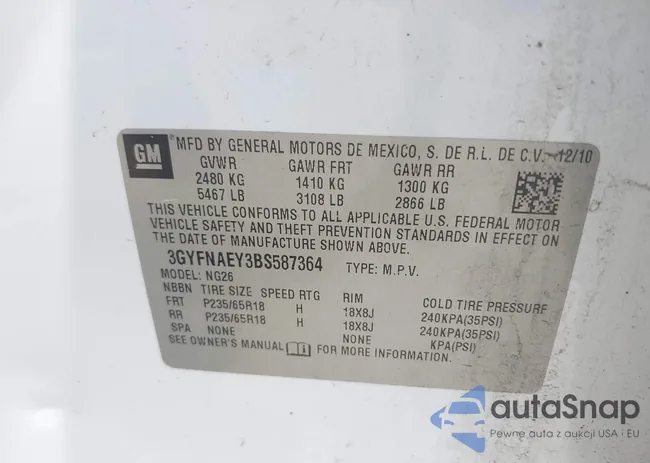 GM
MFD BY GENERAL MOTORS DE MEXICO, S. DE R.L. DE C.V. 12/10
GVWR GAWR FRT GAWR RR
2480 KG 1410 KG 1300 KG
5467 LB 3108 LB 2866 LB
THIS VEHICLE CONFORMS TO ALL APPLICABLE U.S. FEDERAL MOTOR
VEHICLE SAFETY AND THEFT PREVENTION STANDARDS IN EFFECT ON
THE DATE OF MANUFACTURE SHOWN ABOVE.
3GYFNAEY3BS587364 TYPE: M.P.V.
MODEL: NG26
NBBN TIRE SIZE SPEED RTG RIM COLD TIRE PRESSURE
FRT P235/65R18 H 18X8J 240KPA(35PSI)
RR P235/65R18 H 18X8J 240KPA(35PSI)
SPA NONE NONE KPA(PSI)
SEE OWNER'S MANUAL FOR MORE INFORMATION.
autaSnap
Pewne auta z aukcji USA i EU